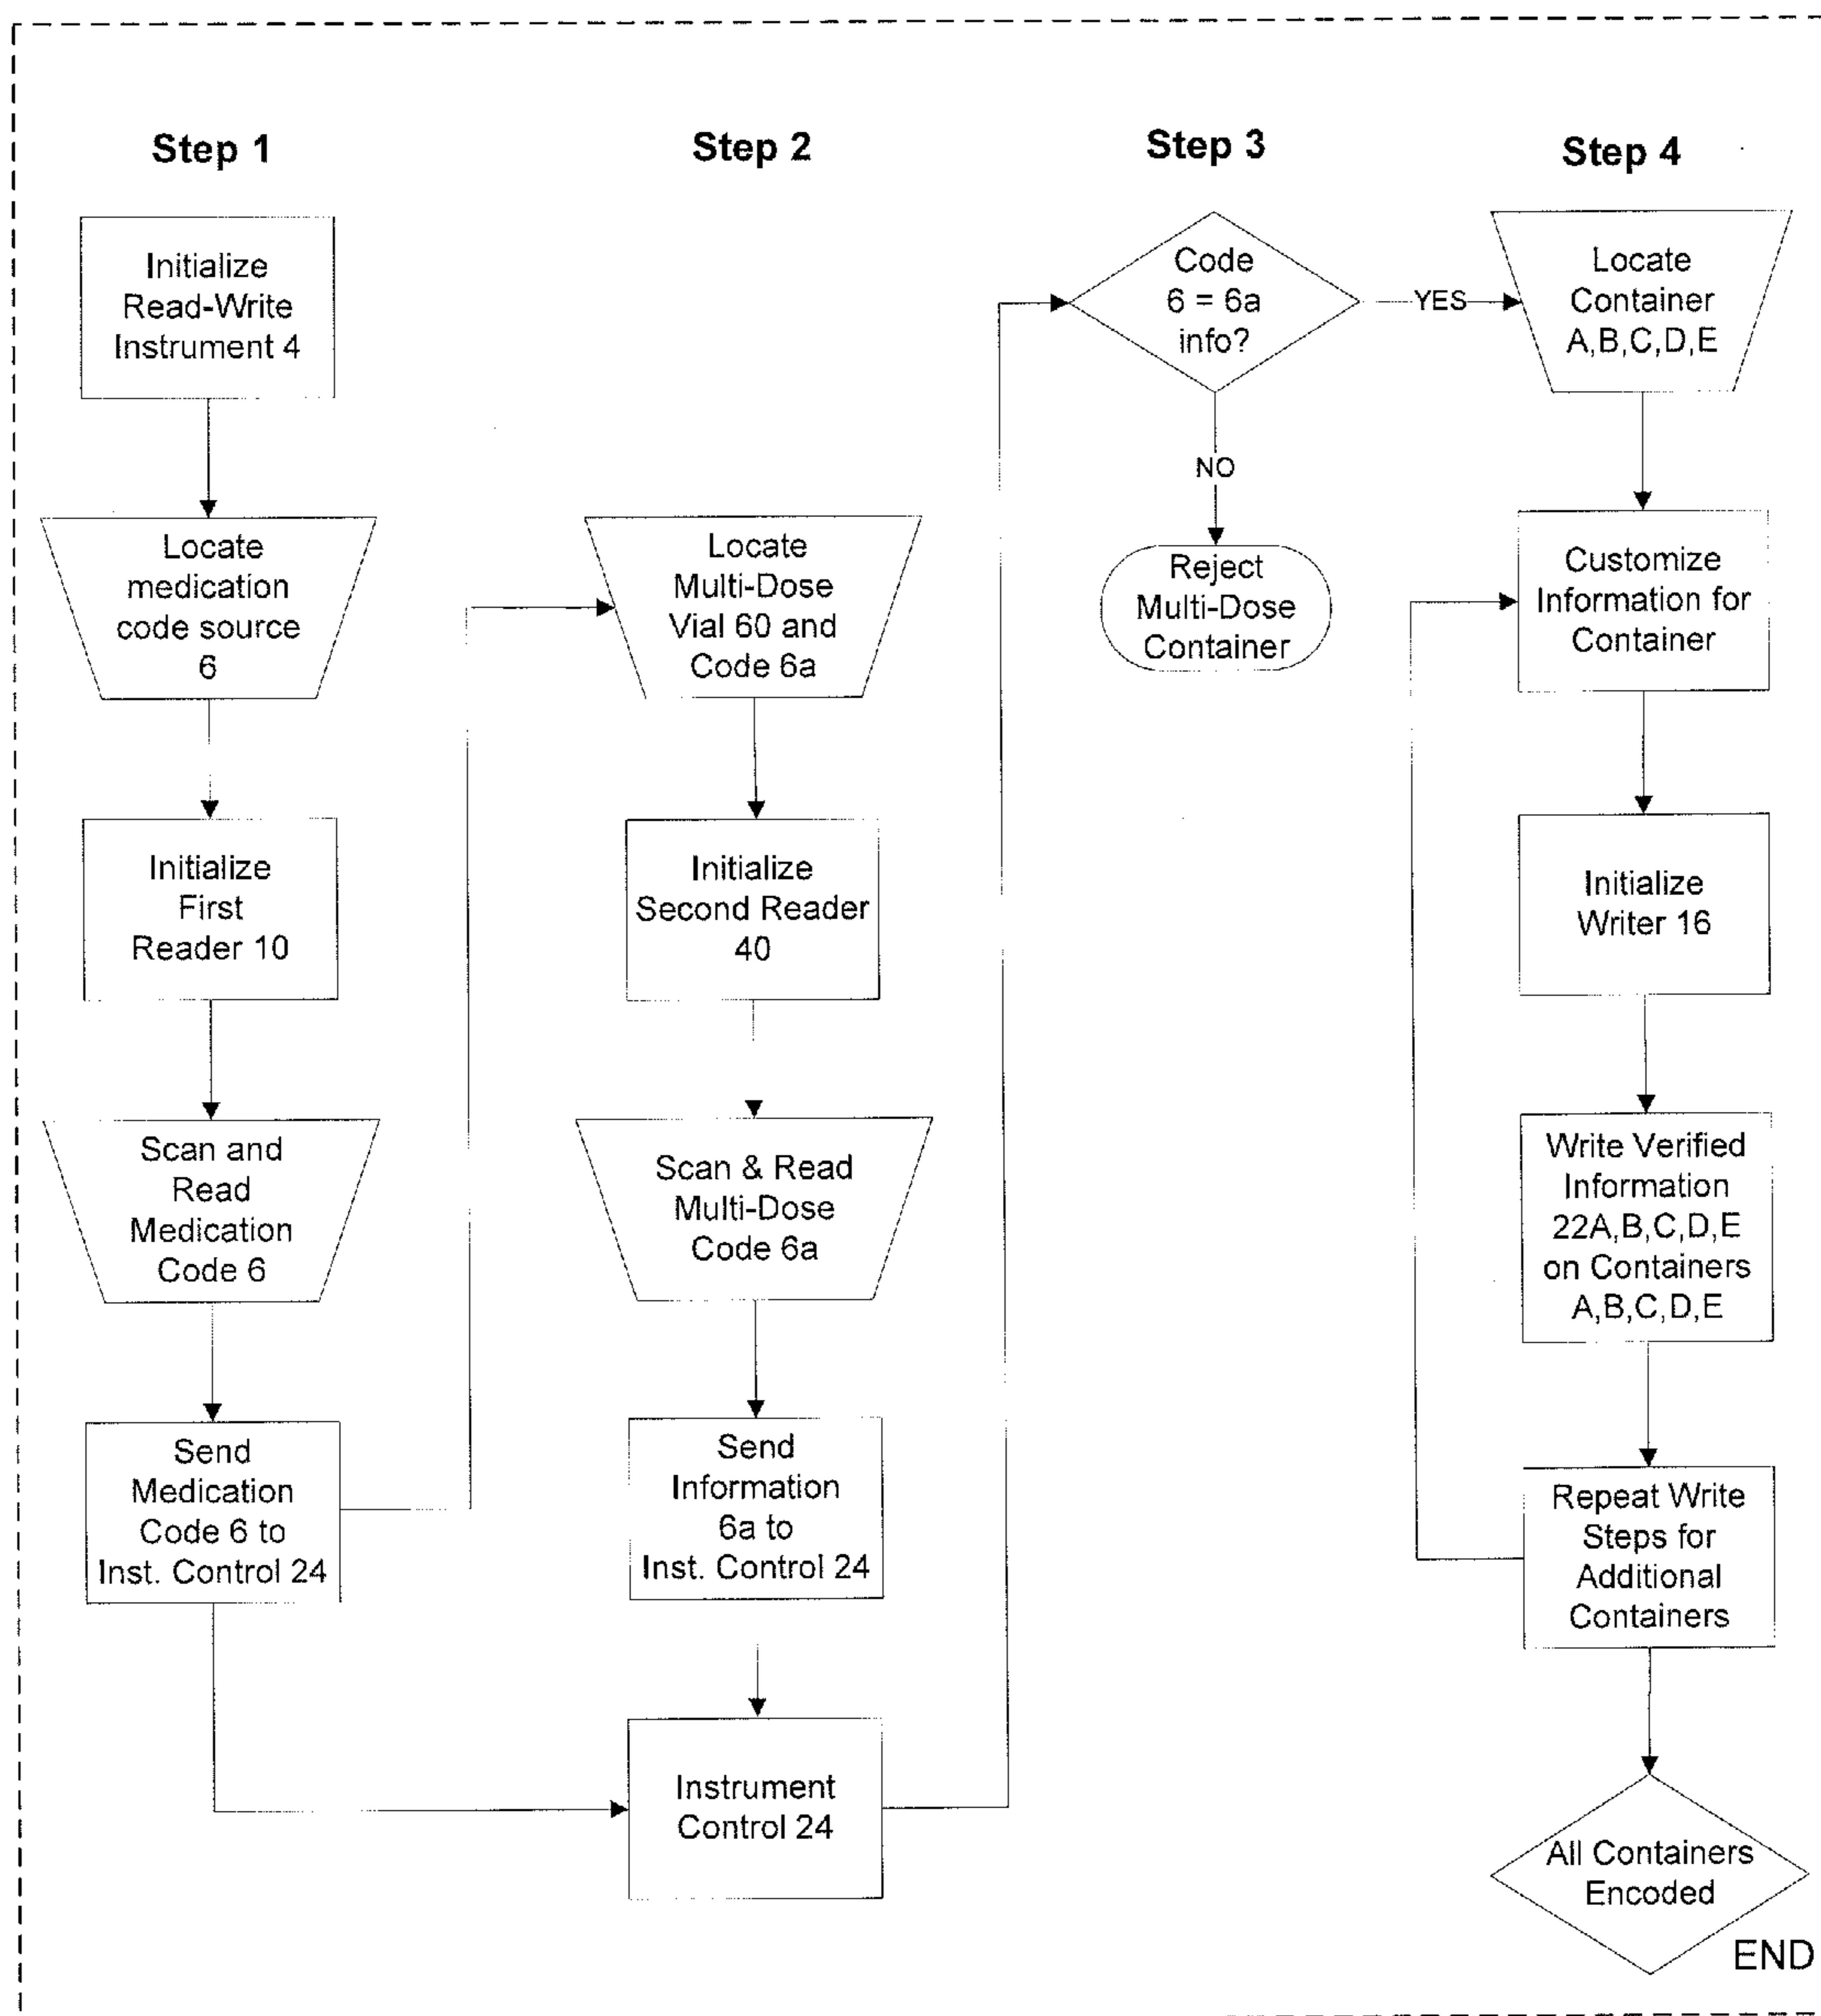 Step 1
Initialize
Read-Write
Instrument 4
Locate
medication
code source
6
Initialize
First
Reader 10
Scan and
Read
Medication
Code 6
Send
Medication
Code 6 to
Inst. Control 24
Step 2
Locate
Multi-Dose
Vial 60 and
Code 6a
Initialize
Second Reader
40
Scan & Read
Multi-Dose
Code 6a
Send
Information
6a to
Inst. Control 24
Instrument
Control 24
Step 3
Code
6 = 6a
info?
YES
NO
Reject
Multi-Dose
Container
Step 4
Locate
Container
A,B,C,D,E
Customize
Information for
Container
Initialize
Writer 16
Write Verified
Information
22A,B,C,D,E
on Containers
A,B,C,D,E
Repeat Write
Steps for
Additional
Containers
All Containers
Encoded
END